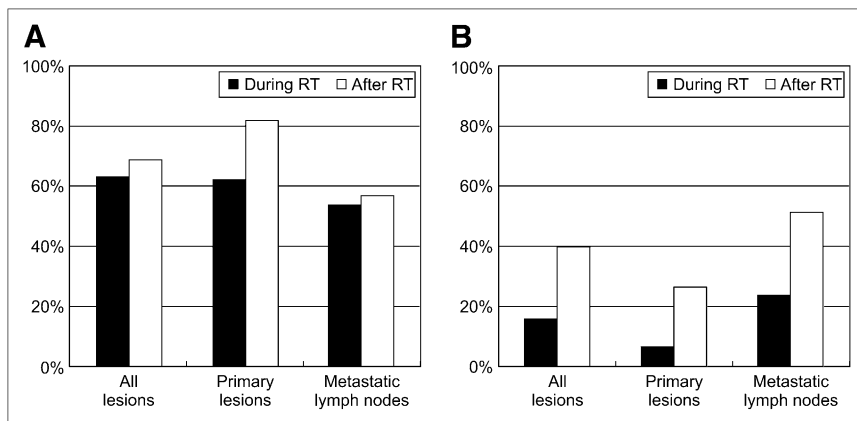 A
100%
80%
60%
40%
20%
0%
During RT After RT
All lesions
Primary lesions
Metastatic lymph nodes
B
100%
80%
60%
40%
20%
0%
During RT After RT
All lesions
Primary lesions
Metastatic lymph nodes